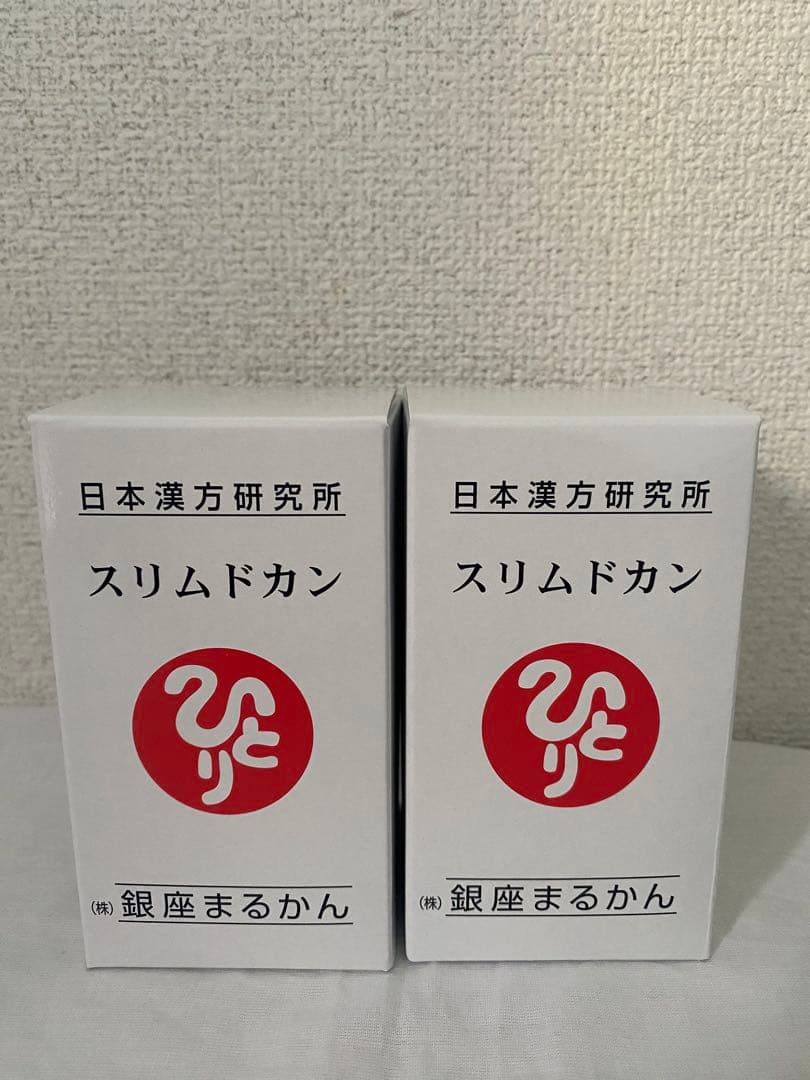 日本漢方研究所
スリムドカン
ひとり
(株)銀座まるかん
日本漢方研究所
スリムドカン
ひとり
(株)銀座まるかん